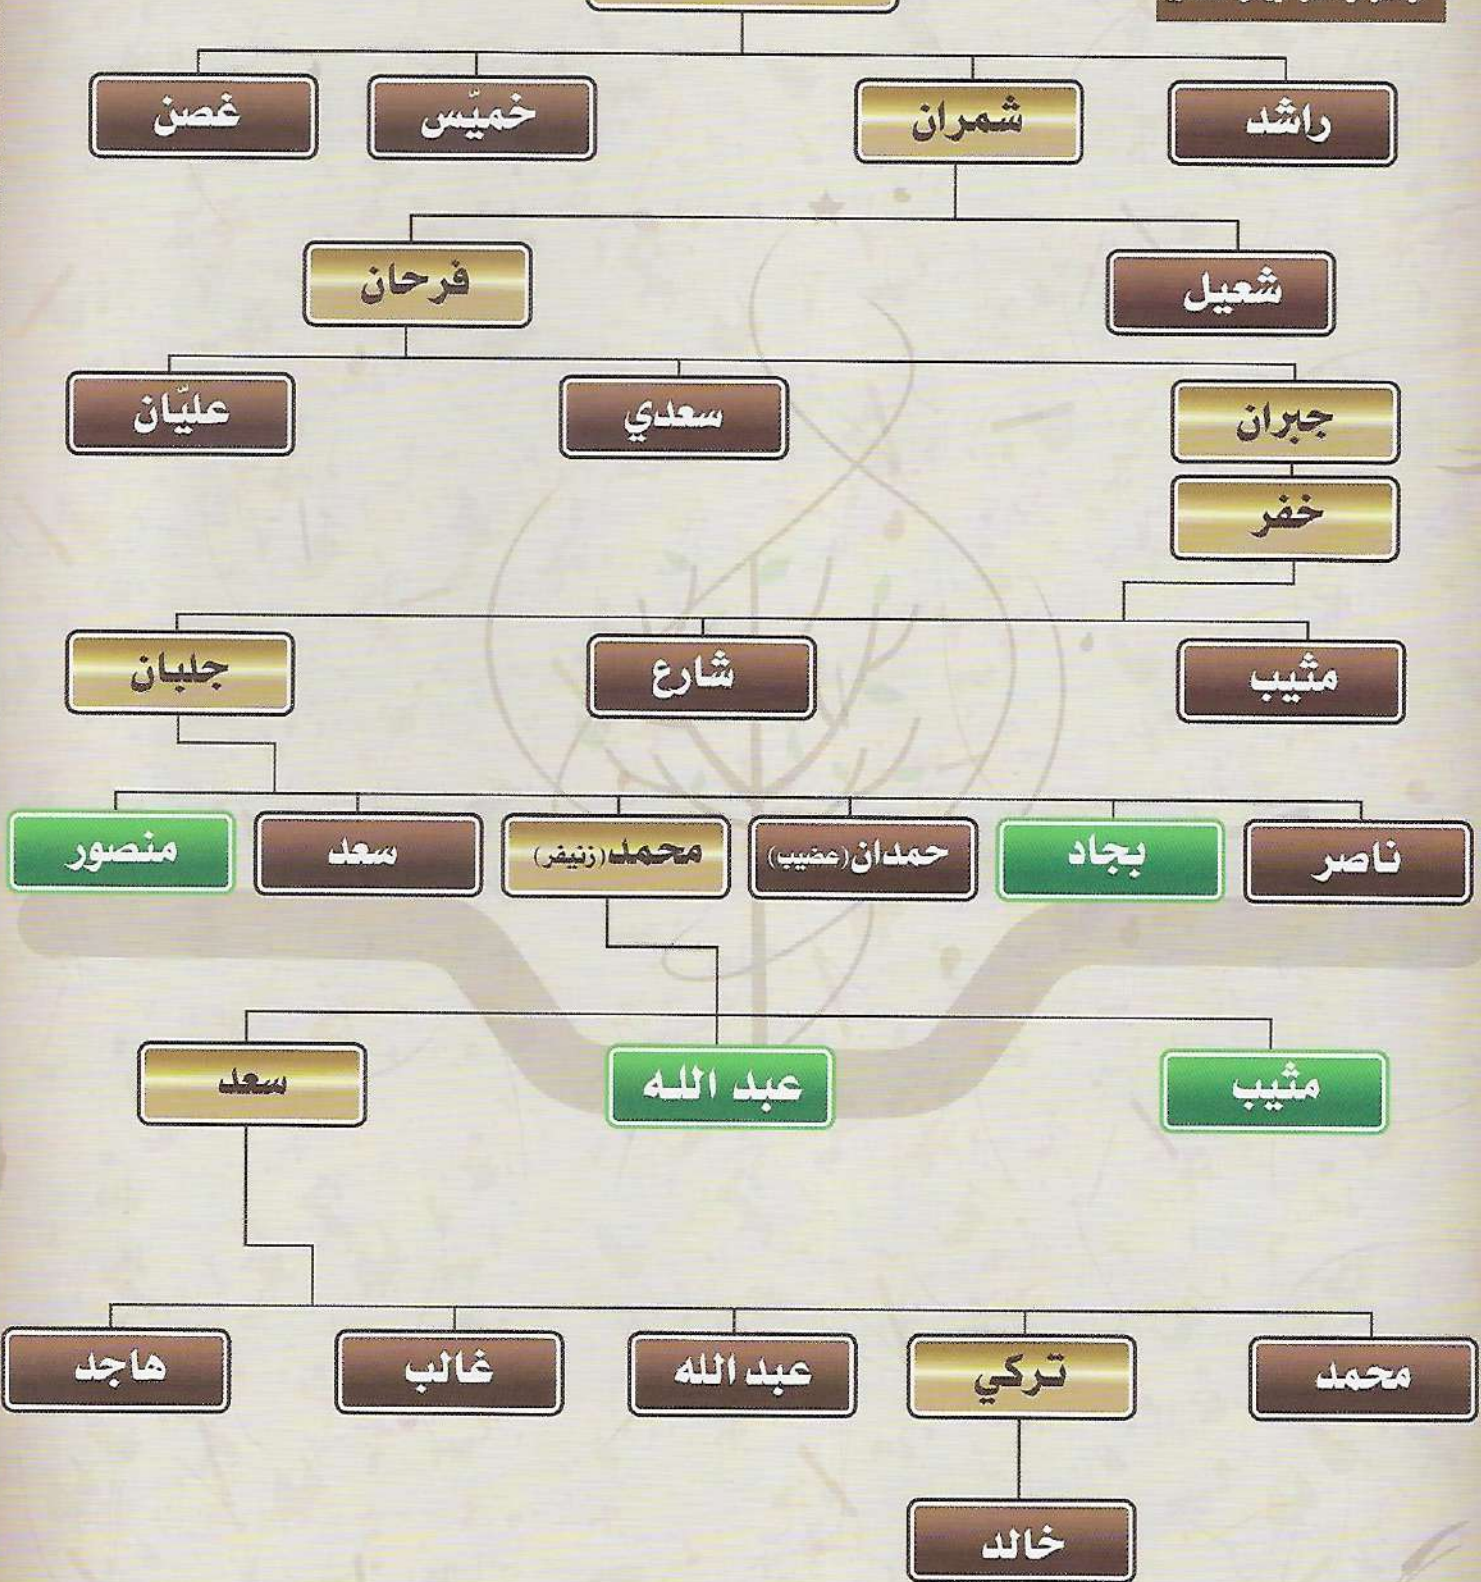 راشد شمران خميّس غصن
شعيل فرحان
جبران سعدي عليّان
خفر
مثيب شارع جلبان
ناصر بجاد حمدان (عضيب) محمد (زنيفر) سعد منصور
مثيب عبد الله سعد
محمد تركي عبد الله غالب هاجد
خالد